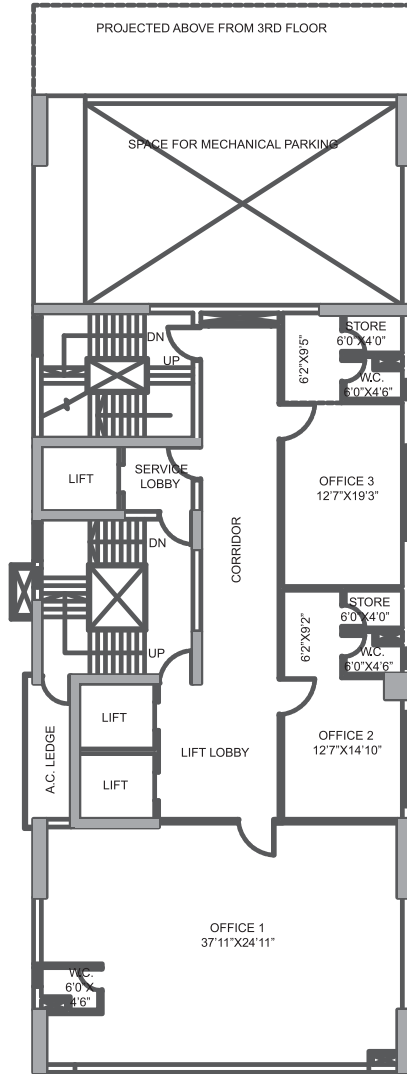 PROJECTED ABOVE FROM 3RD FLOOR
SPACE FOR MECHANICAL PARKING
DN
UP
6'2"X9'5"
STORE
6'0"X4'0"
W.C.
6'0"X4'6"
LIFT
SERVICE
LOBBY
OFFICE 3
12'7"X19'3"
CORRIDOR
DN
UP
6'2"X9'2"
STORE
6'0"X4'0"
W.C.
6'0"X4'6"
LIFT
LIFT
A.C. LEDGE
LIFT LOBBY
OFFICE 2
12'7"X14'10"
OFFICE 1
37'11"X24'11"
W.C.
6'0"X
4'6"